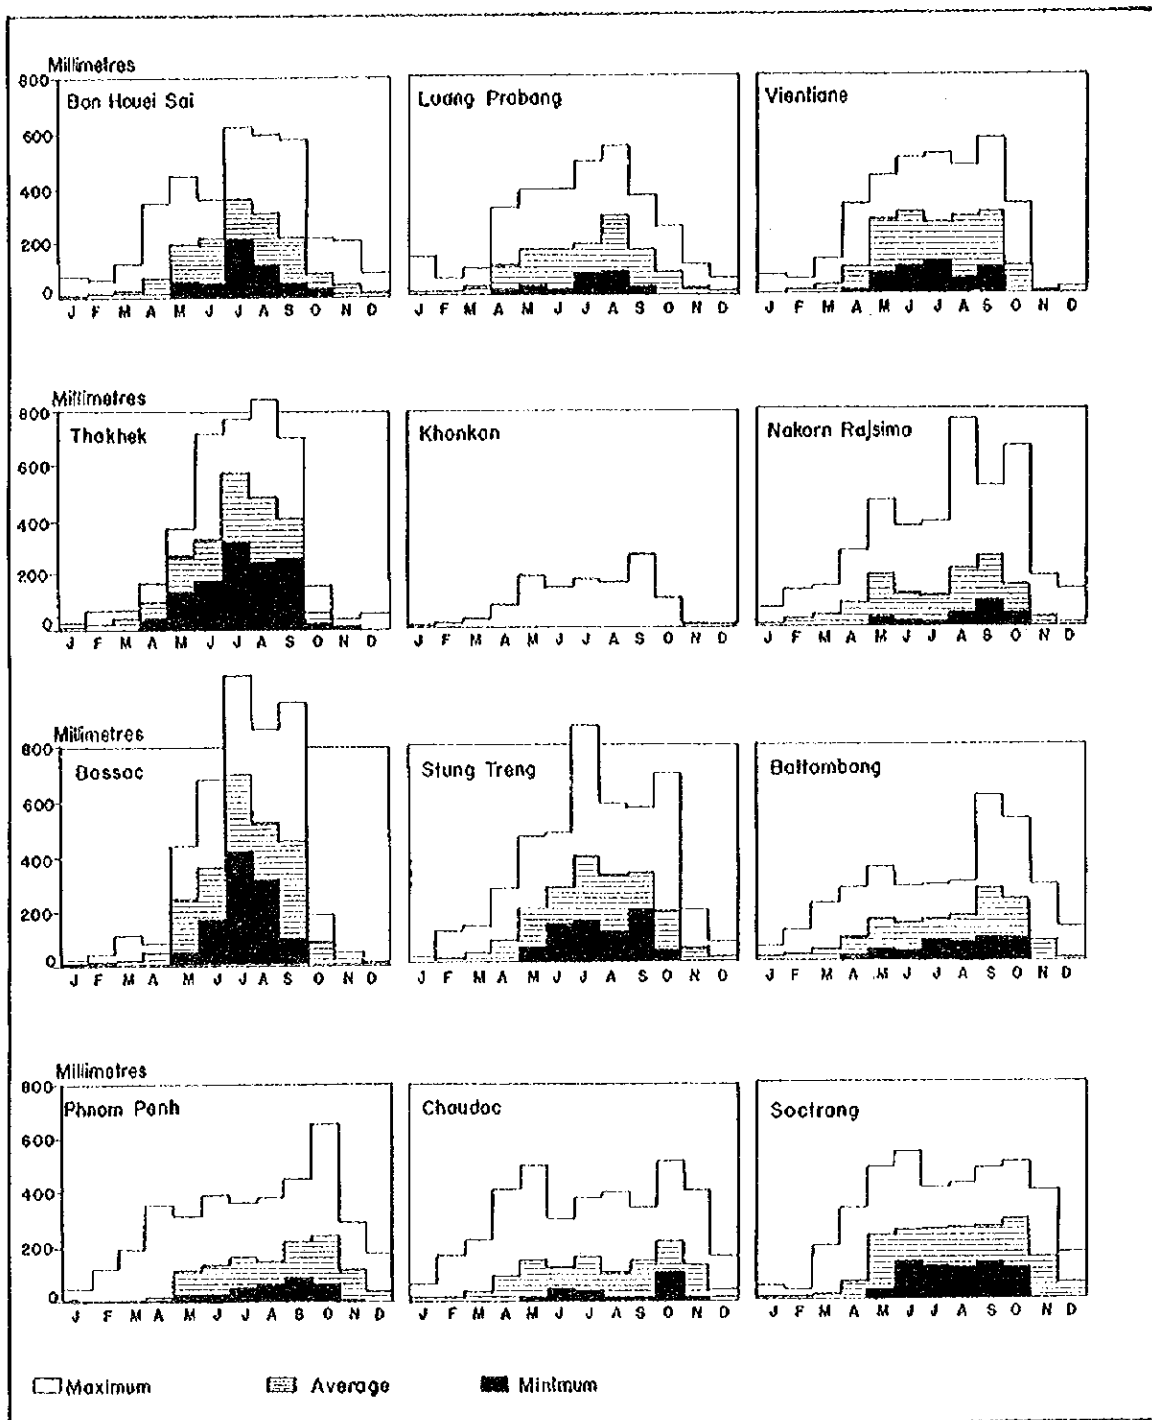 Millimetres
800
Ban Houei Sai
Luang Prabang
Vientiane
600
400
200
0
J F M A M J J A S O N D
J F M A M J J A S O N D
J F M A M J J A S O N D
Millimetres
800
Thakhek
Khonkan
Nakorn Rajsima
600
400
200
0
J F M A M J J A S O N D
J F M A M J J A S O N D
J F M A M J J A S O N D
Millimetres
800
Bassac
Stung Treng
Battambang
600
400
200
0
J F M A M J J A S O N D
J F M A M J J A S O N D
J F M A M J J A S O N D
Millimetres
800
Phnom Penh
Chaudoc
Soctrang
600
400
200
0
J F M A M J J A S O N D
J F M A M J J A S O N D
J F M A M J J A S O N D
Maximum
Average
Minimum